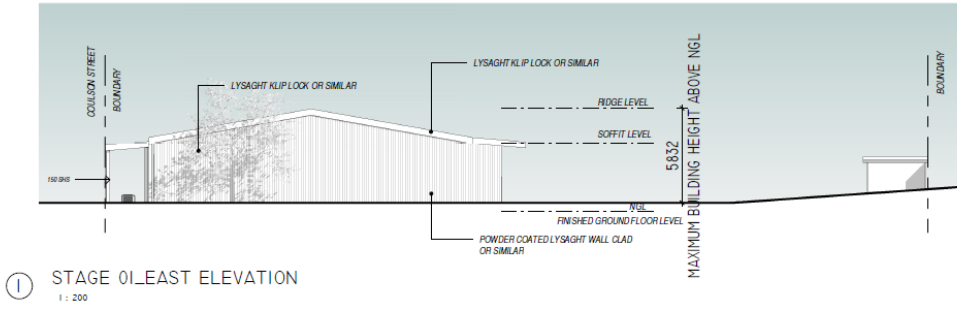 COULSON STREET
BOUNDARY
LYSAGHT KLIP LOCK OR SIMILAR
LYSAGHT KLIP LOCK OR SIMILAR
RIDGE LEVEL
SOFFIT LEVEL
5832
MAXIMUM BUILDING HEIGHT ABOVE NGL
BOUNDARY
150 SHS
NGL
FINISHED GROUND FLOOR LEVEL
POWDER COATED LYSAGHT WALL CLAD
OR SIMILAR
1 STAGE 01_EAST ELEVATION
1 : 200